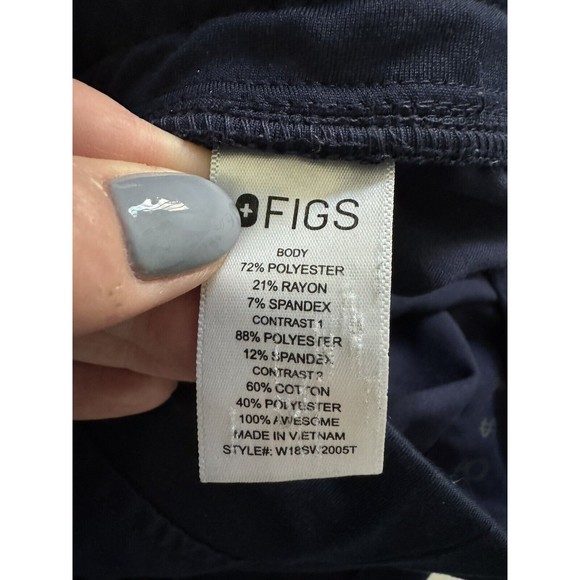 FIGS
BODY
72% POLYESTER
21% RAYON
7% SPANDEX
CONTRAST 1
88% POLYESTER
12% SPANDEX
CONTRAST 2
60% COTTON
40% POLYESTER
100% AWESOME
MADE IN VIETNAM
STYLE#: W18SW2005T